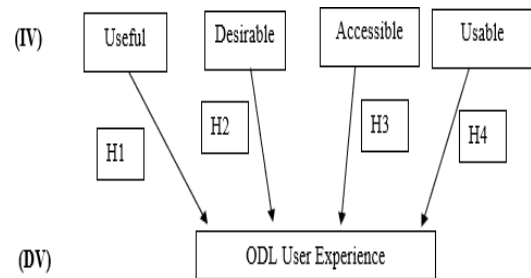 (IV)
Useful
Desirable
Accessible
Usable
H1
H2
H3
H4
ODL User Experience
(DV)